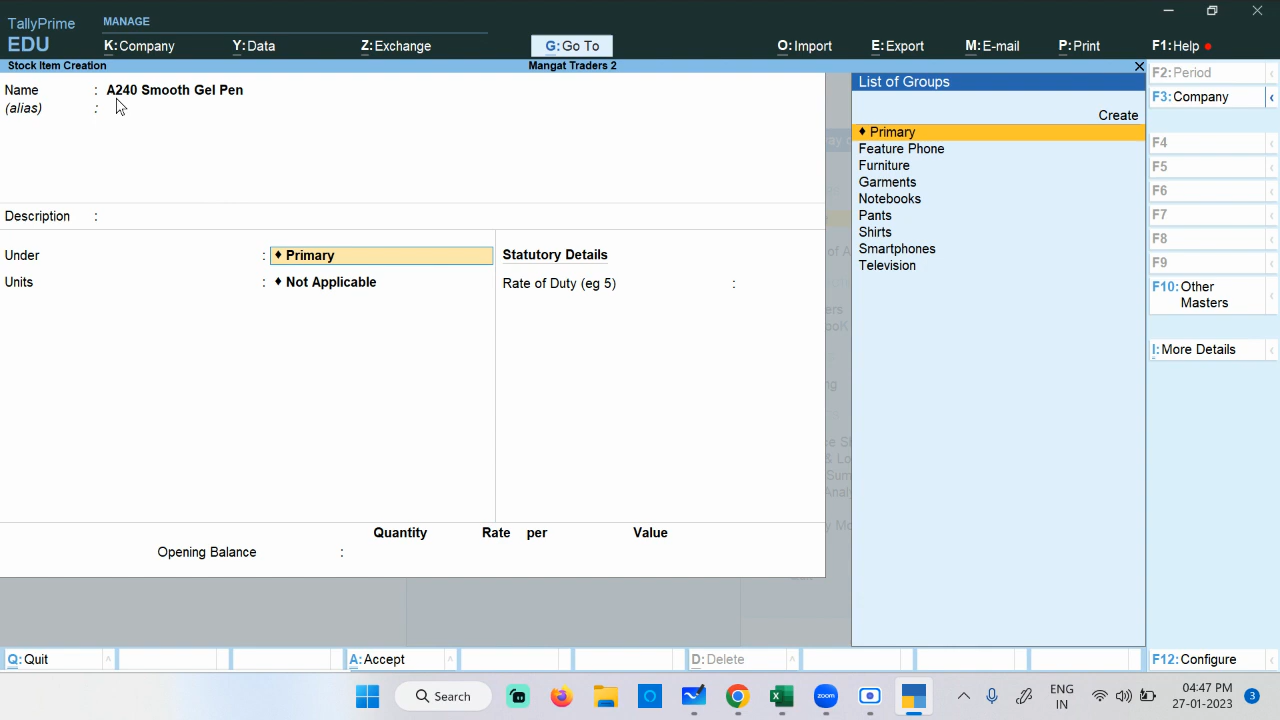 TallyPrime
EDU
MANAGE
K:Company
Y:Data
Z:Exchange
G:Go To
O:Import
E:Export
M:E-mail
P:Print
F1:Help
Stock Item Creation
Mangat Traders 2
Name : A240 Smooth Gel Pen
(alias) :
Description :
Under : ♦ Primary
Units : ♦ Not Applicable
Statutory Details
Rate of Duty (eg 5) :
Quantity Rate per Value
Opening Balance :
List of Groups
Create
♦ Primary
Feature Phone
Furniture
Garments
Notebooks
Pants
Shirts
Smartphones
Television
F2:Period
F3:Company
F4
F5
F6
F7
F8
F9
F10:Other
Masters
I:More Details
F12:Configure
Q:Quit
A:Accept
D:Delete
Search
zoom
ENG
IN
04:47 PM
27-01-2023
3